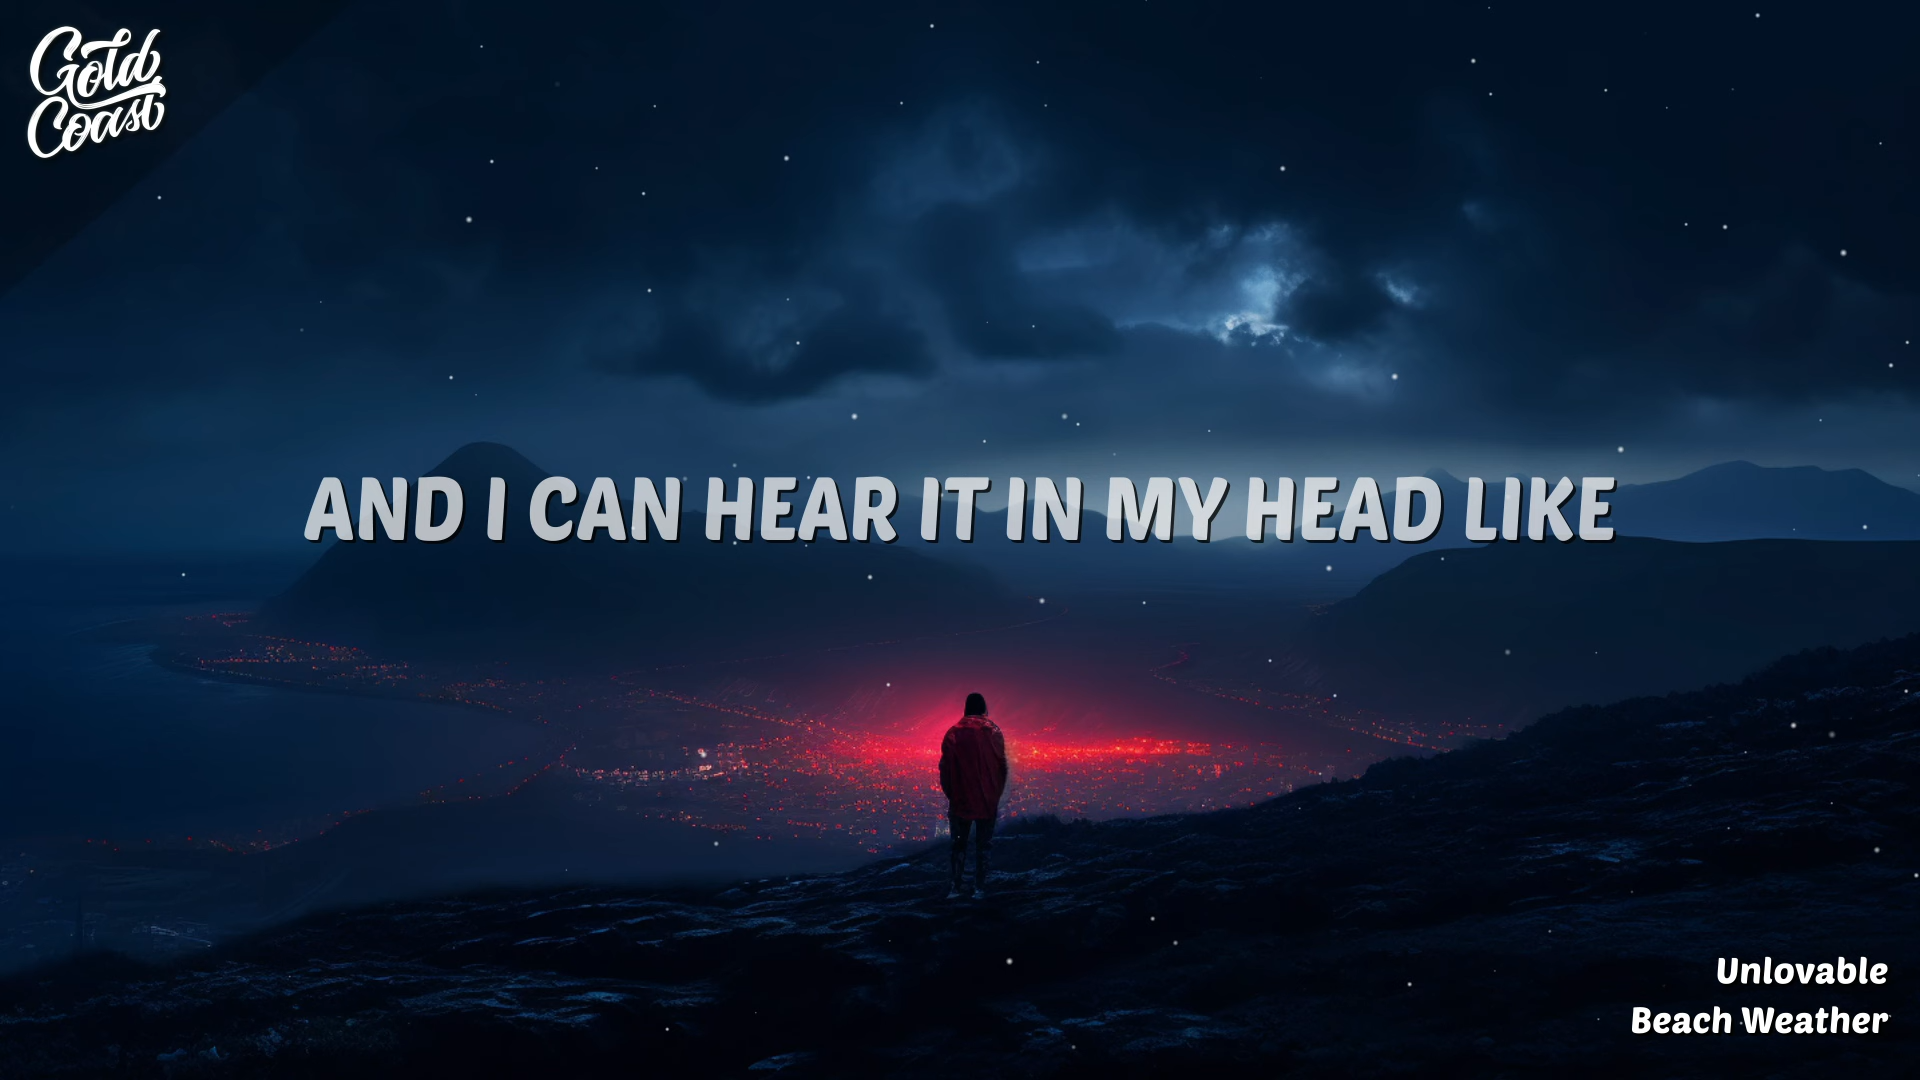 Gold
Coast
AND I CAN HEAR IT IN MY HEAD LIKE
Unlovable
Beach Weather